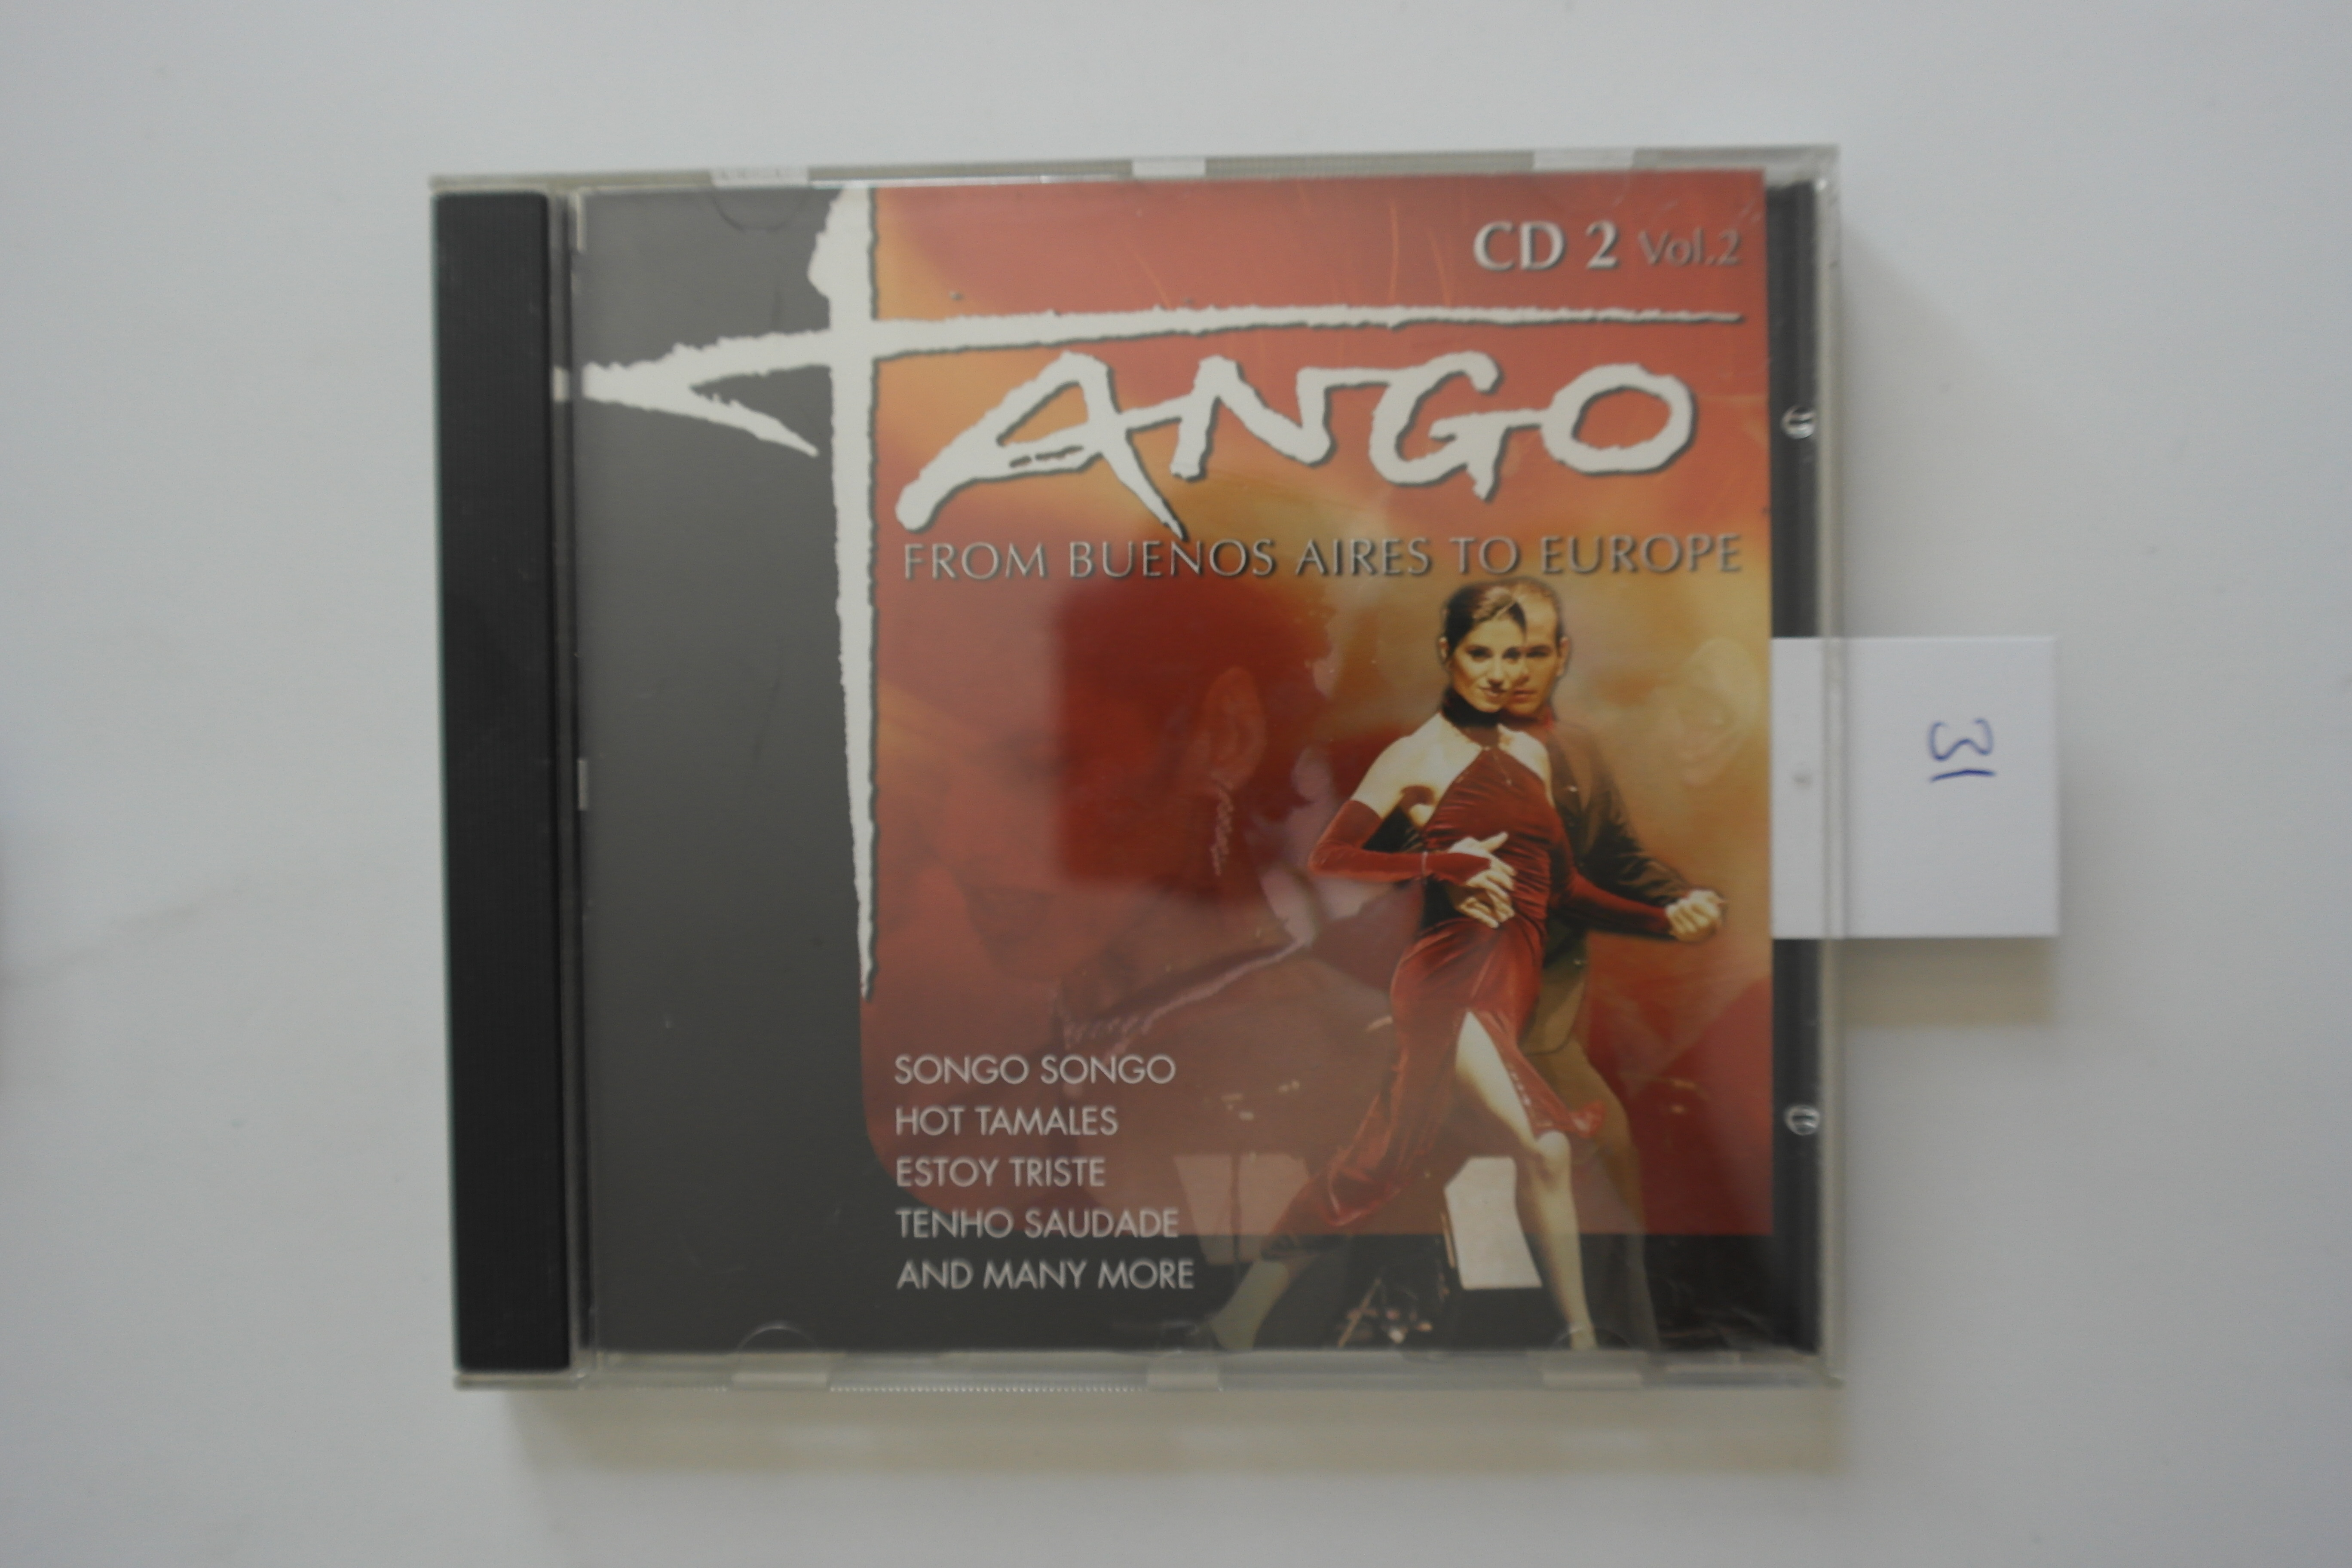 CD 2 Vol.2
TANGO
FROM BUENOS AIRES TO EUROPE
31
SONGO SONGO
HOT TAMALES
ESTOY TRISTE
TENHO SAUDADE
AND MANY MORE